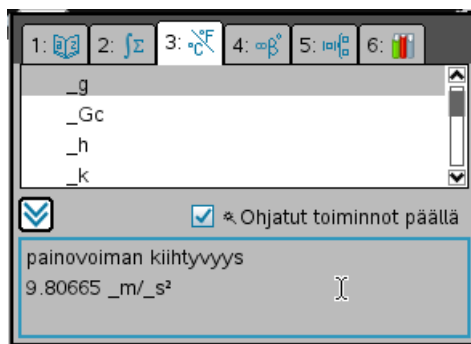 1: 2: ∫Σ 3: °C°F 4: ∞β° 5: 6:
_g
_Gc
_h
_k
Ohjatut toiminnot päällä
painovoiman kiihtyvyys
9.80665 _m/_s²